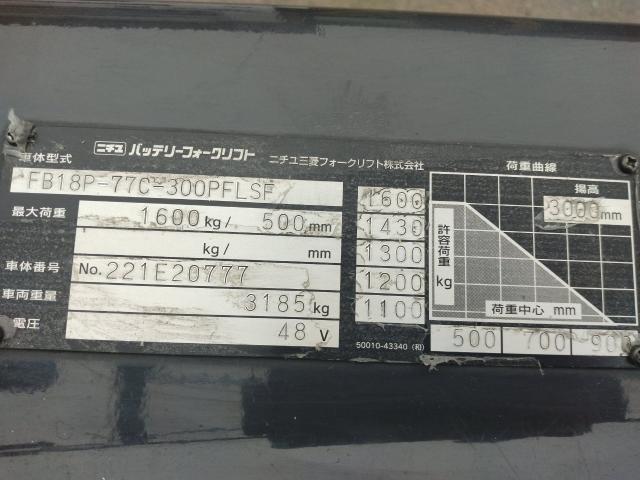 ニチユ バッテリーフォークリフト ニチユ三菱フォークリフト株式会社
車体型式 FB18P-77C-300PFLSF
最大荷重 1600 kg/ 500 mm
kg/ mm
車体番号 No. 221E20777
車両重量 3185 kg
電圧 48 V
1600
1430
1300
1200
1100
50010-43340 (和)
荷重曲線
揚高
3000 mm
許容荷重 kg
荷重中心 mm
500 700 900